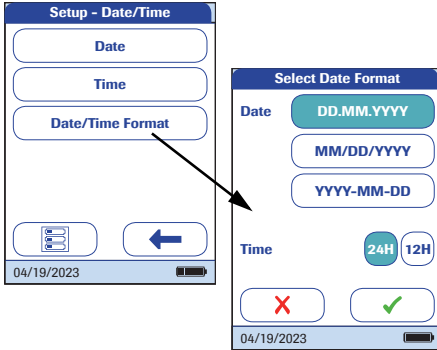 Setup - Date/Time
Date
Time
Date/Time Format
04/19/2023
Select Date Format
Date DD.MM.YYYY
MM/DD/YYYY
YYYY-MM-DD
Time 24H 12H
04/19/2023